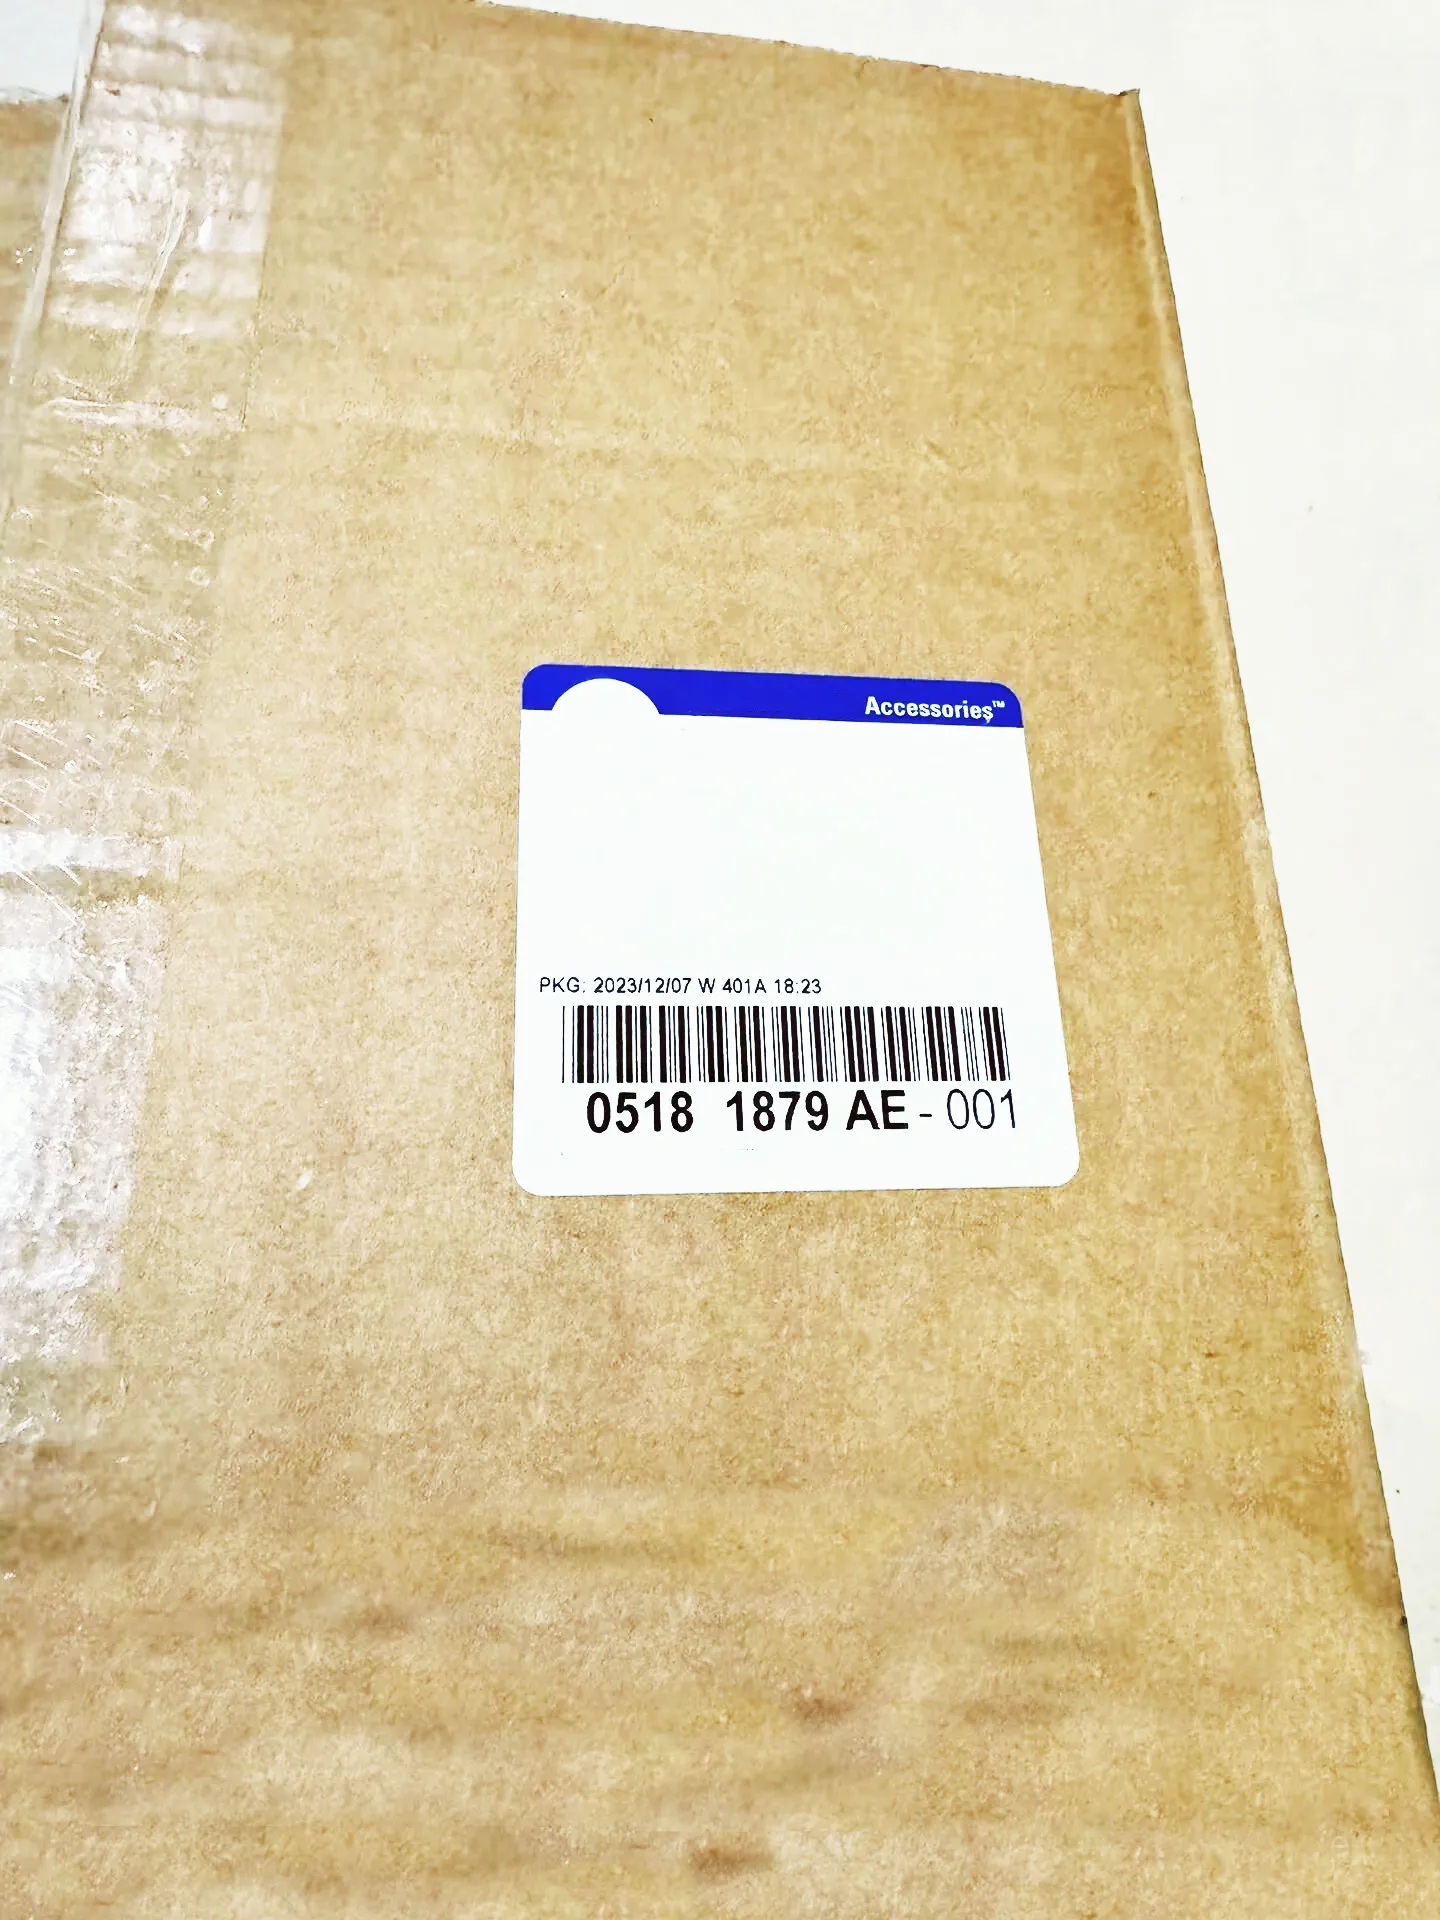 Accessories™
PKG: 2023/12/07 W 401A 18:23
0518 1879 AE - 001